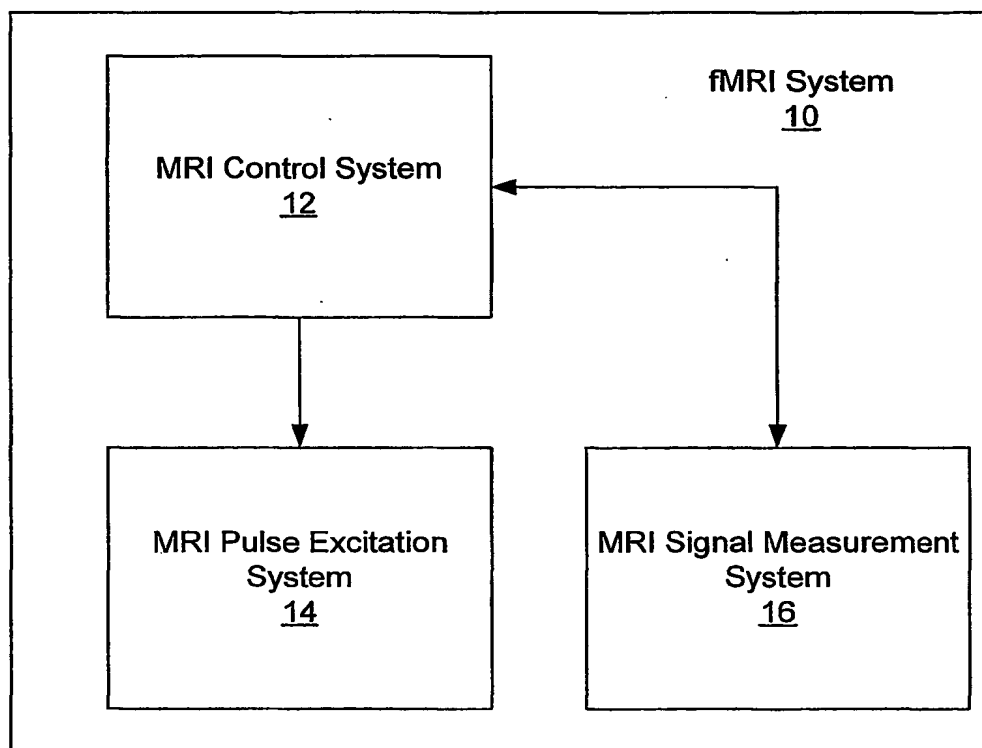 fMRI System
10
MRI Control System
12
MRI Pulse Excitation
System
14
MRI Signal Measurement
System
16